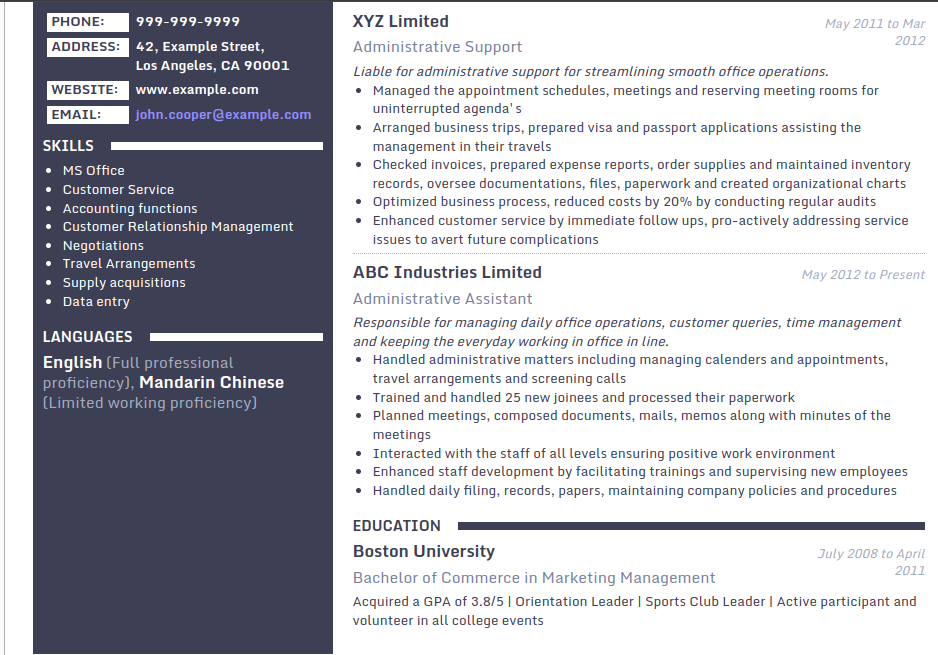 PHONE: 999-999-9999
ADDRESS: 42, Example Street,
Los Angeles, CA 90001
WEBSITE: www.example.com
EMAIL: john.cooper@example.com
SKILLS
• MS Office
• Customer Service
• Accounting functions
• Customer Relationship Management
• Negotiations
• Travel Arrangements
• Supply acquisitions
• Data entry
LANGUAGES
English (Full professional
proficiency), Mandarin Chinese
(Limited working proficiency)
XYZ Limited
May 2011 to Mar
2012
Administrative Support
Liable for administrative support for streamlining smooth office operations.
• Managed the appointment schedules, meetings and reserving meeting rooms for
uninterrupted agenda's
• Arranged business trips, prepared visa and passport applications assisting the
management in their travels
• Checked invoices, prepared expense reports, order supplies and maintained inventory
records, oversee documentations, files, paperwork and created organizational charts
• Optimized business process, reduced costs by 20% by conducting regular audits
• Enhanced customer service by immediate follow ups, pro-actively addressing service
issues to avert future complications
ABC Industries Limited
May 2012 to Present
Administrative Assistant
Responsible for managing daily office operations, customer queries, time management
and keeping the everyday working in office in line.
• Handled administrative matters including managing calenders and appointments,
travel arrangements and screening calls
• Trained and handled 25 new joinees and processed their paperwork
• Planned meetings, composed documents, mails, memos along with minutes of the
meetings
• Interacted with the staff of all levels ensuring positive work environment
• Enhanced staff development by facilitating trainings and supervising new employees
• Handled daily filing, records, papers, maintaining company policies and procedures
EDUCATION
Boston University
July 2008 to April
2011
Bachelor of Commerce in Marketing Management
Acquired a GPA of 3.8/5 | Orientation Leader | Sports Club Leader | Active participant and
volunteer in all college events